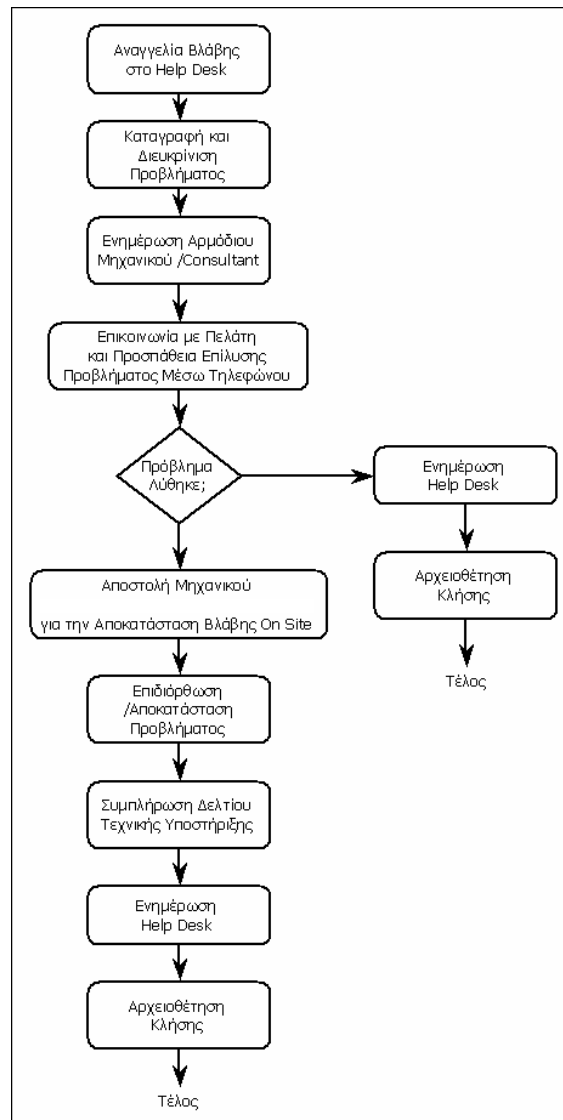 Αναγγελία Βλάβης
στο Help Desk
Καταγραφή και
Διευκρίνιση
Προβλήματος
Ενημέρωση Αρμόδιου
Μηχανικού /Consultant
Επικοινωνία με Πελάτη
και Προσπάθεια Επίλυσης
Προβλήματος Μέσω Τηλεφώνου
Πρόβλημα
Λύθηκε;
Ενημέρωση
Help Desk
Αρχειοθέτηση
Κλήσης
Τέλος
Αποστολή Μηχανικού
για την Αποκατάσταση Βλάβης On Site
Επιδιόρθωση
/Αποκατάσταση
Προβλήματος
Συμπλήρωση Δελτίου
Τεχνικής Υποστήριξης
Ενημέρωση
Help Desk
Αρχειοθέτηση
Κλήσης
Τέλος